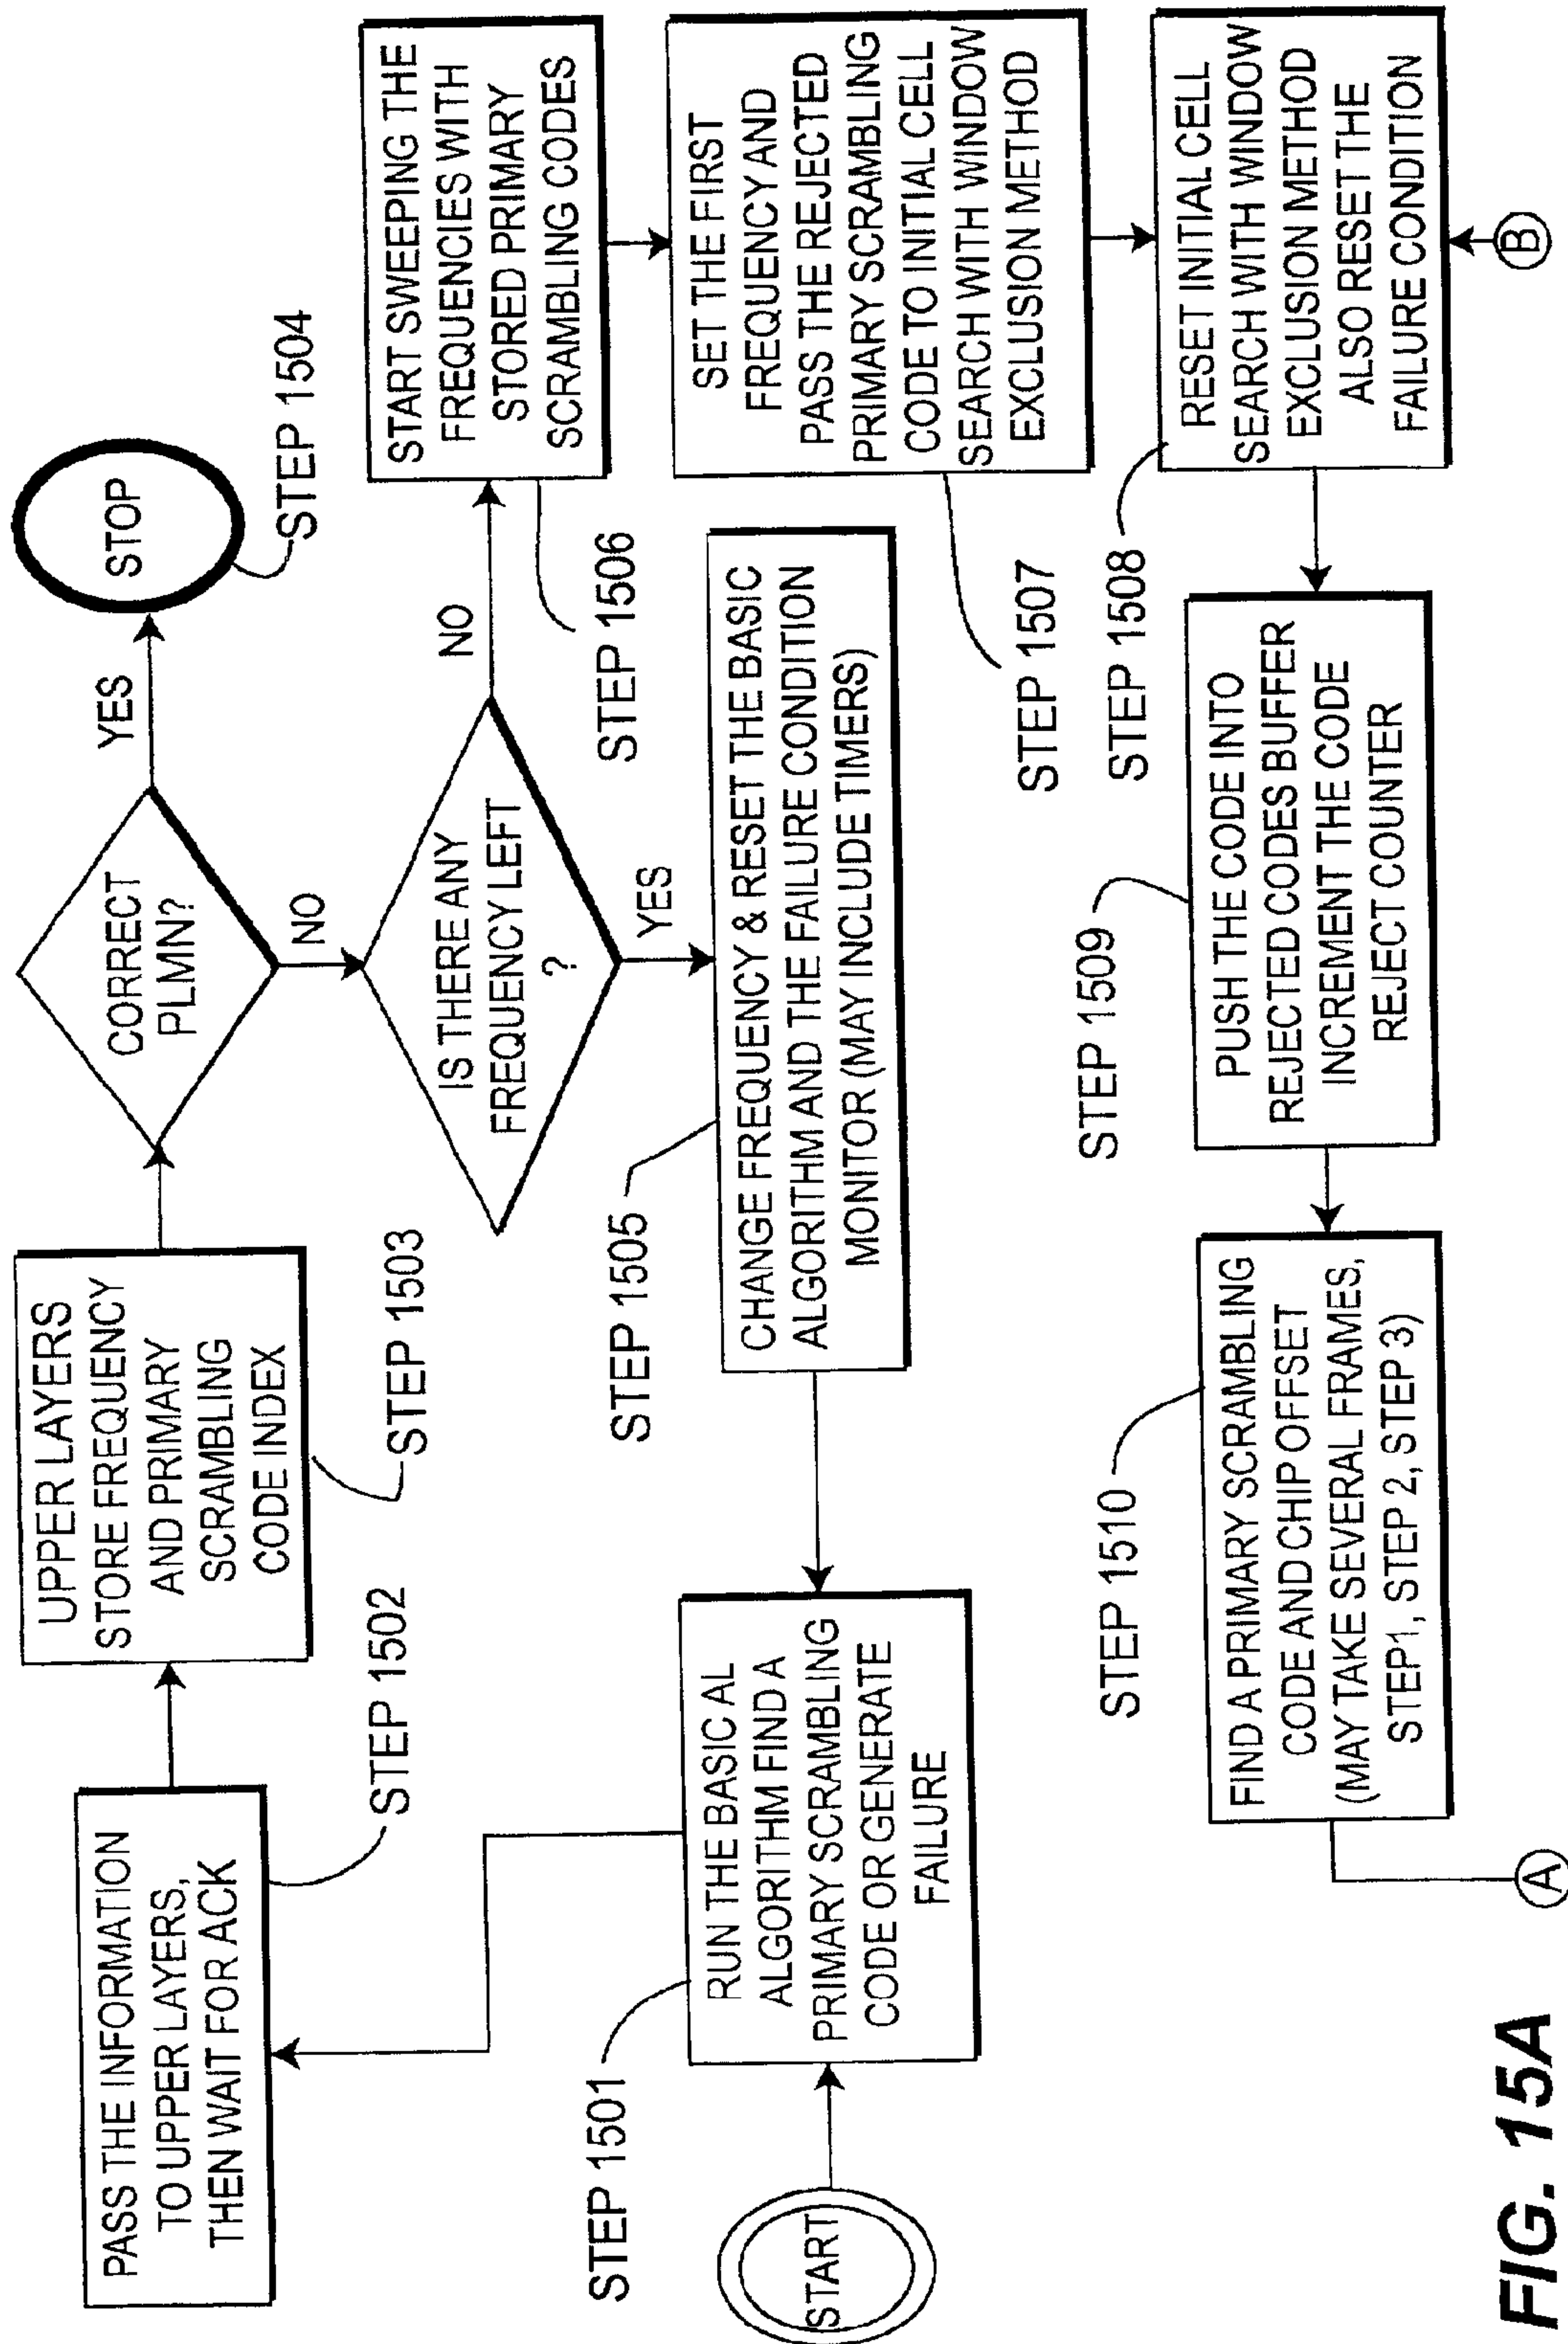 START
STEP 1501
RUN THE BASIC AL
ALGORITHM FIND A
PRIMARY SCRAMBLING
CODE OR GENERATE
FAILURE
PASS THE INFORMATION
TO UPPER LAYERS,
THEN WAIT FOR ACK
STEP 1502
UPPER LAYERS
STORE FREQUENCY
AND PRIMARY
SCRAMBLING
CODE INDEX
STEP 1503
CORRECT
PLMN?
YES
STOP
STEP 1504
NO
IS THERE ANY
FREQUENCY LEFT
?
YES
STEP 1505
CHANGE FREQUENCY & RESET THE BASIC
ALGORITHM AND THE FAILURE CONDITION
MONITOR (MAY INCLUDE TIMERS)
NO
START SWEEPING THE
FREQUENCIES WITH
STORED PRIMARY
SCRAMBLING CODES
STEP 1506
SET THE FIRST
FREQUENCY AND
PASS THE REJECTED
PRIMARY SCRAMBLING
CODE TO INITIAL CELL
SEARCH WITH WINDOW
EXCLUSION METHOD
STEP 1507
STEP 1508
RESET INITIAL CELL
SEARCH WITH WINDOW
EXCLUSION METHOD
ALSO RESET THE
FAILURE CONDITION
B
STEP 1509
PUSH THE CODE INTO
REJECTED CODES BUFFER
INCREMENT THE CODE
REJECT COUNTER
STEP 1510
FIND A PRIMARY SCRAMBLING
CODE AND CHIP OFFSET
(MAY TAKE SEVERAL FRAMES,
STEP1, STEP 2, STEP 3)
A
FIG. 15A